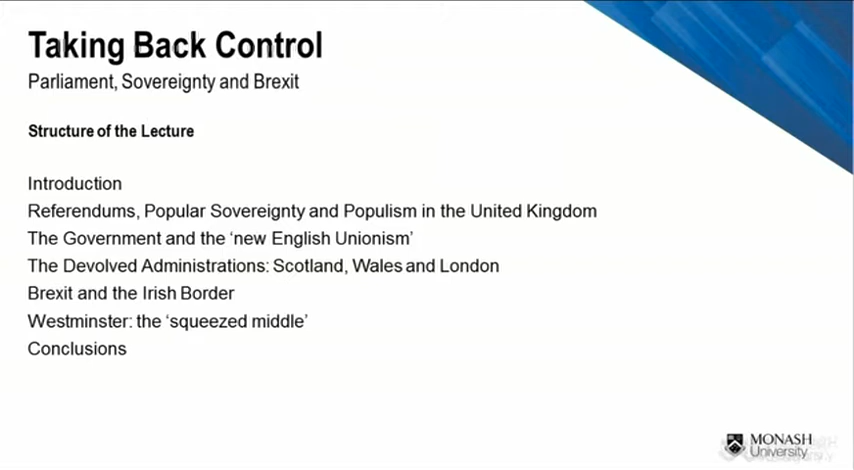 Taking Back Control
Parliament, Sovereignty and Brexit
Structure of the Lecture
Introduction
Referendums, Popular Sovereignty and Populism in the United Kingdom
The Government and the ‘new English Unionism’
The Devolved Administrations: Scotland, Wales and London
Brexit and the Irish Border
Westminster: the ‘squeezed middle’
Conclusions
MONASH
University